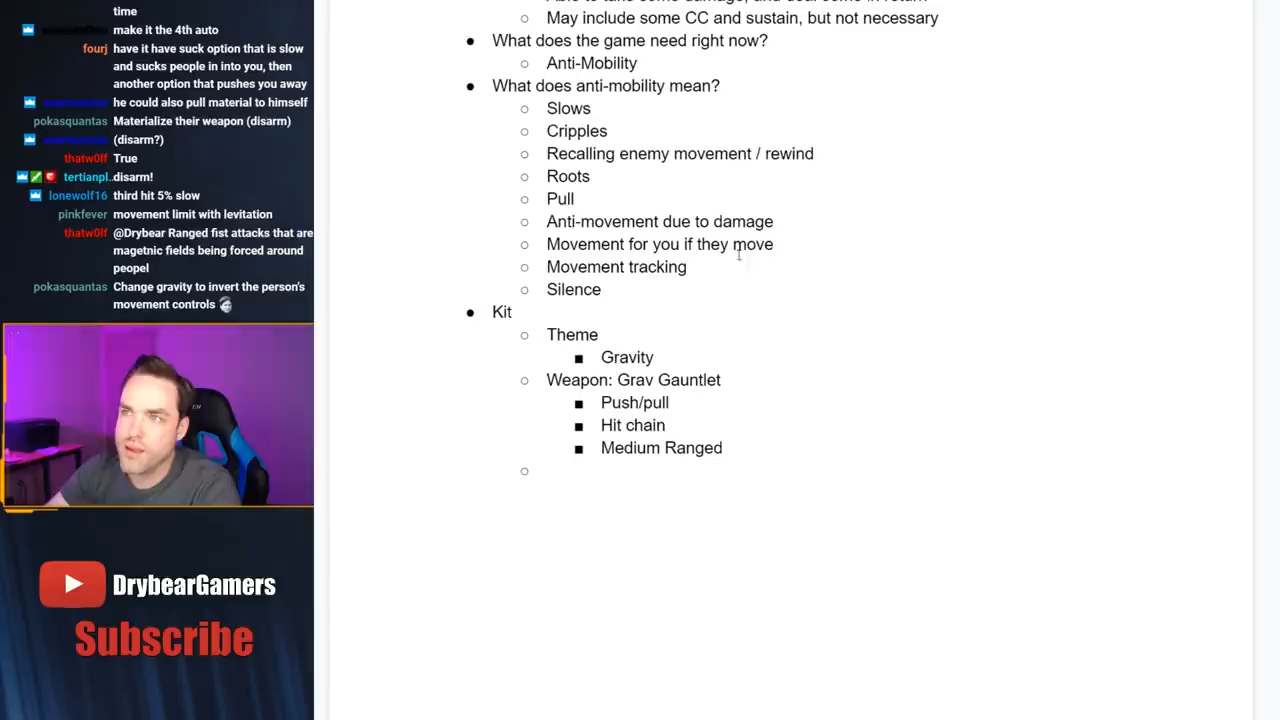 time
make it the 4th auto
fourj have it have suck option that is slow
and sucks people in into you, then
another option that pushes you away
he could also pull material to himself
pokasquantas Materialize their weapon (disarm)
(disarm?)
thatw0lf True
tertianpl.. disarm!
lonewolf16 third hit 5% slow
pinkfever movement limit with levitation
thatw0lf @Drybear Ranged fist attacks that are
magetnic fields being forced around
peopel
pokasquantas Change gravity to invert the person's
movement controls
DrybearGamers
Subscribe
May include some CC and sustain, but not necessary
What does the game need right now?
Anti-Mobility
What does anti-mobility mean?
Slows
Cripples
Recalling enemy movement / rewind
Roots
Pull
Anti-movement due to damage
Movement for you if they move
Movement tracking
Silence
Kit
Theme
Gravity
Weapon: Grav Gauntlet
Push/pull
Hit chain
Medium Ranged